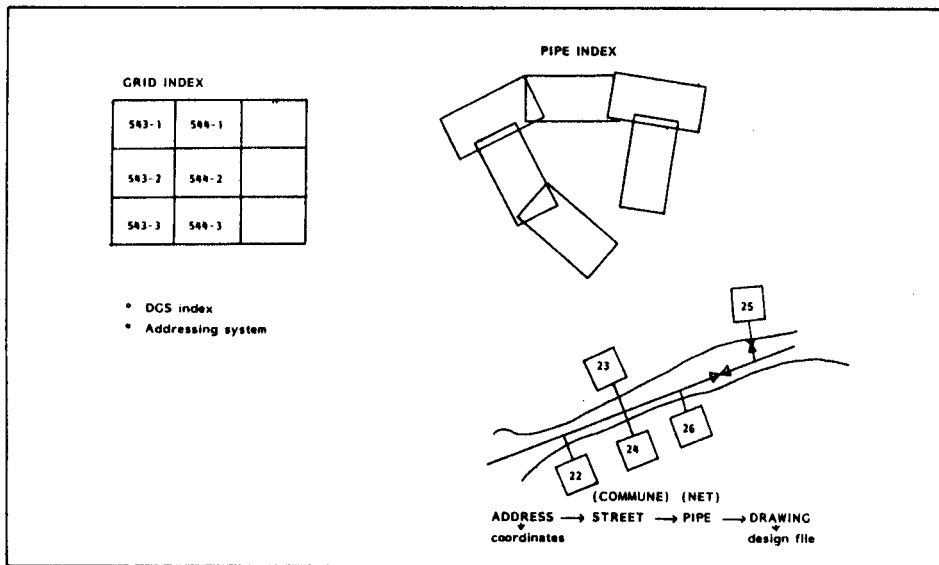 PIPE INDEX
GRID INDEX
543-1 544-1
543-2 544-2
543-3 544-3
° DGS index
° Addressing system
25
23
26
24
22
(COMMUNE) (NET)
ADDRESS → STREET → PIPE → DRAWING
coordinates design file